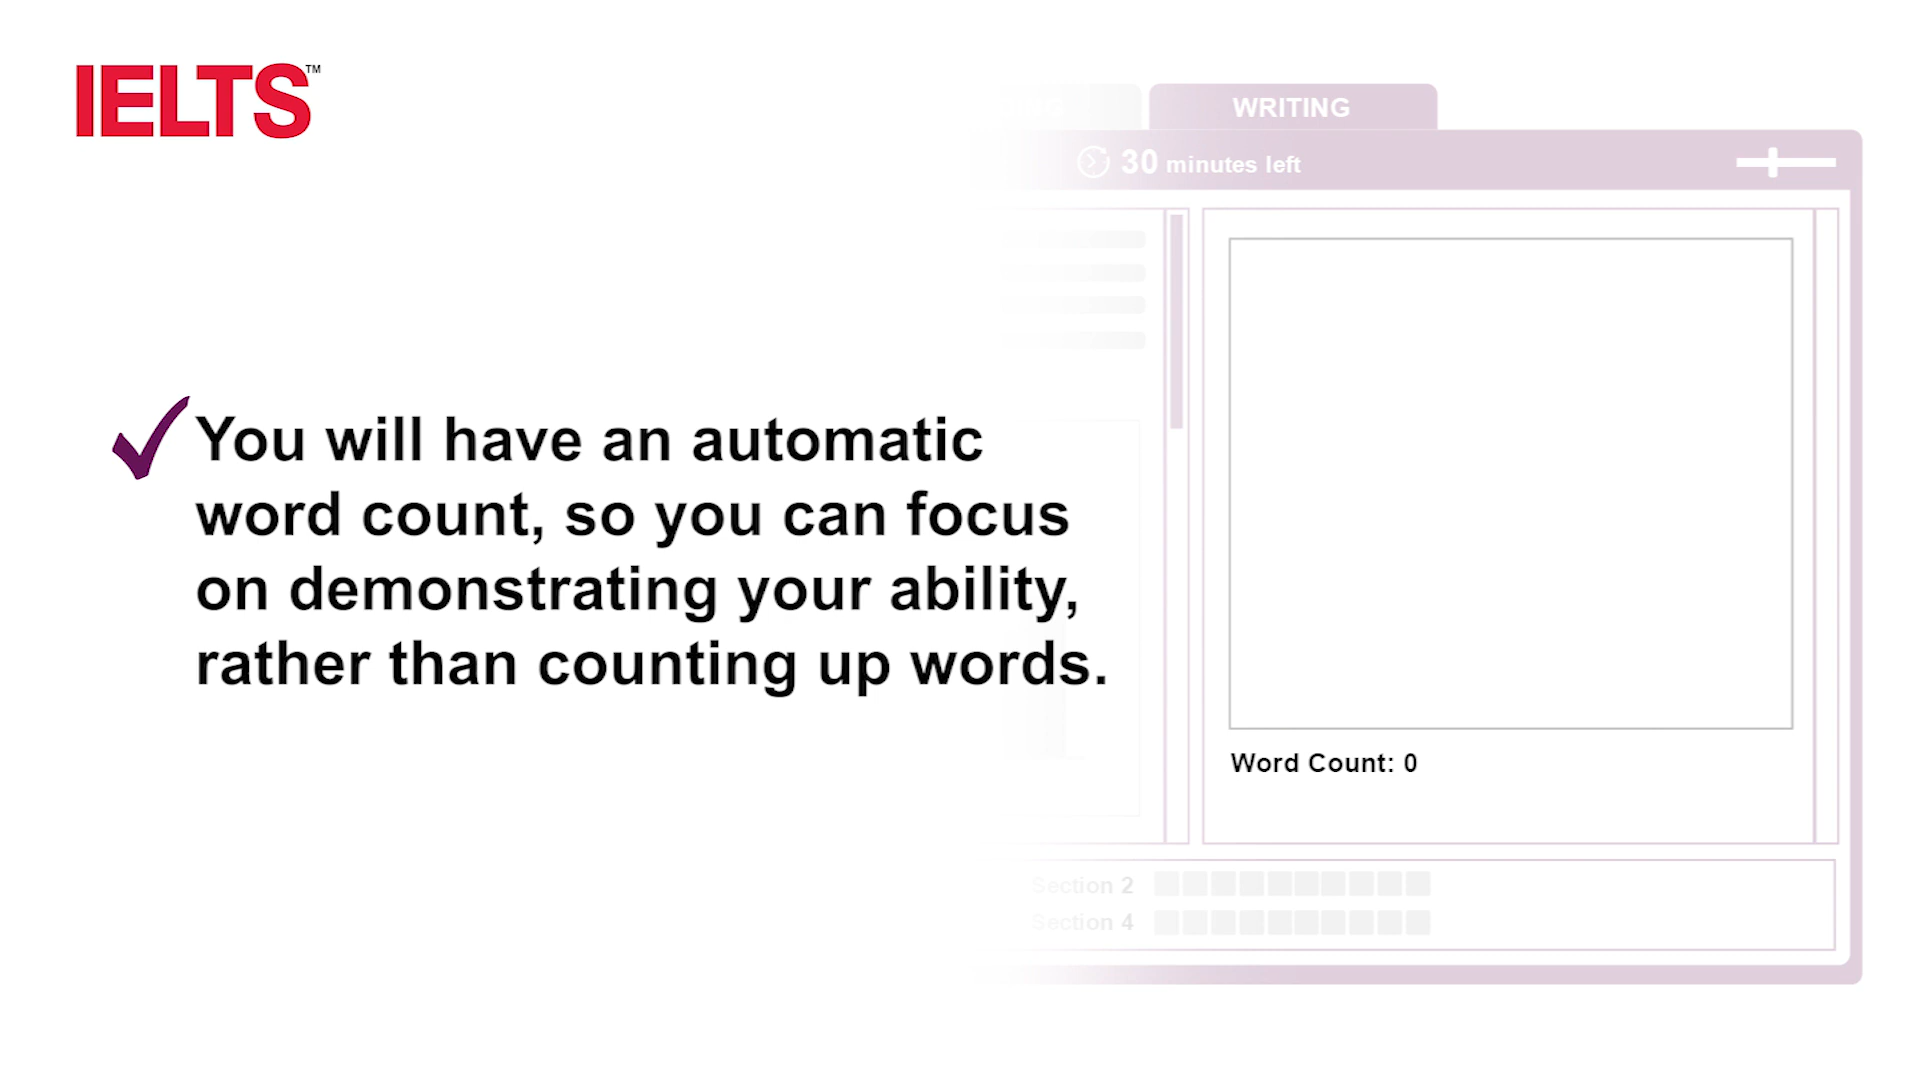 IELTS™
WRITING
30 minutes left
You will have an automatic
word count, so you can focus
on demonstrating your ability,
rather than counting up words.
Word Count: 0
Section 2
Section 4